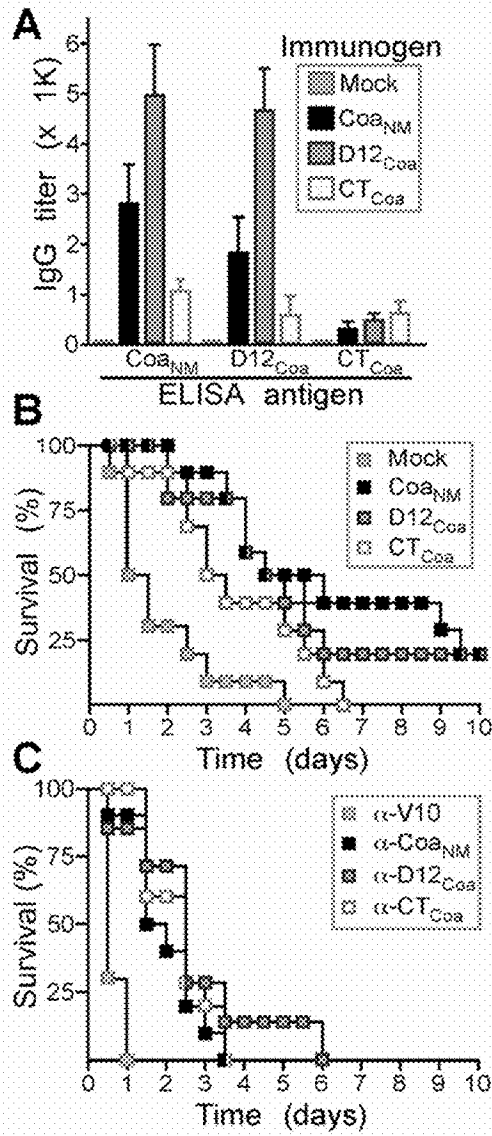 A
Immunogen
Mock
CoaNM
D12Coa
CTCoa
IgG titer (x 1K)
6
5
4
3
2
1
0
CoaNM D12Coa CTCoa
ELISA antigen
B
Mock
CoaNM
D12Coa
CTCoa
Survival (%)
100
75
50
25
0 1 2 3 4 5 6 7 8 9 10
Time (days)
C
α-V10
α-CoaNM
α-D12Coa
α-CTCoa
Survival (%)
100
75
50
25
0 1 2 3 4 5 6 7 8 9 10
Time (days)